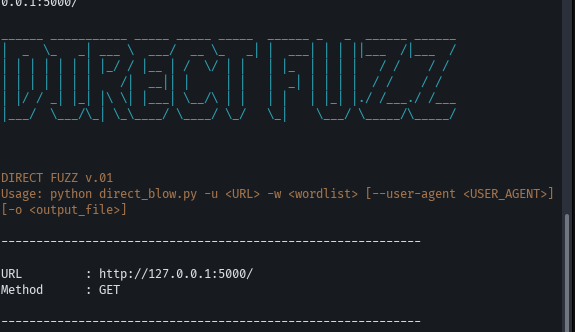 0.0.1:5000/
DIRECT FUZZ
DIRECT FUZZ v.01
Usage: python direct_blow.py -u <URL> -w <wordlist> [--user-agent <USER_AGENT>]
[-o <output_file>]
------------------------------------------------------------
URL         : http://127.0.0.1:5000/
Method      : GET
------------------------------------------------------------